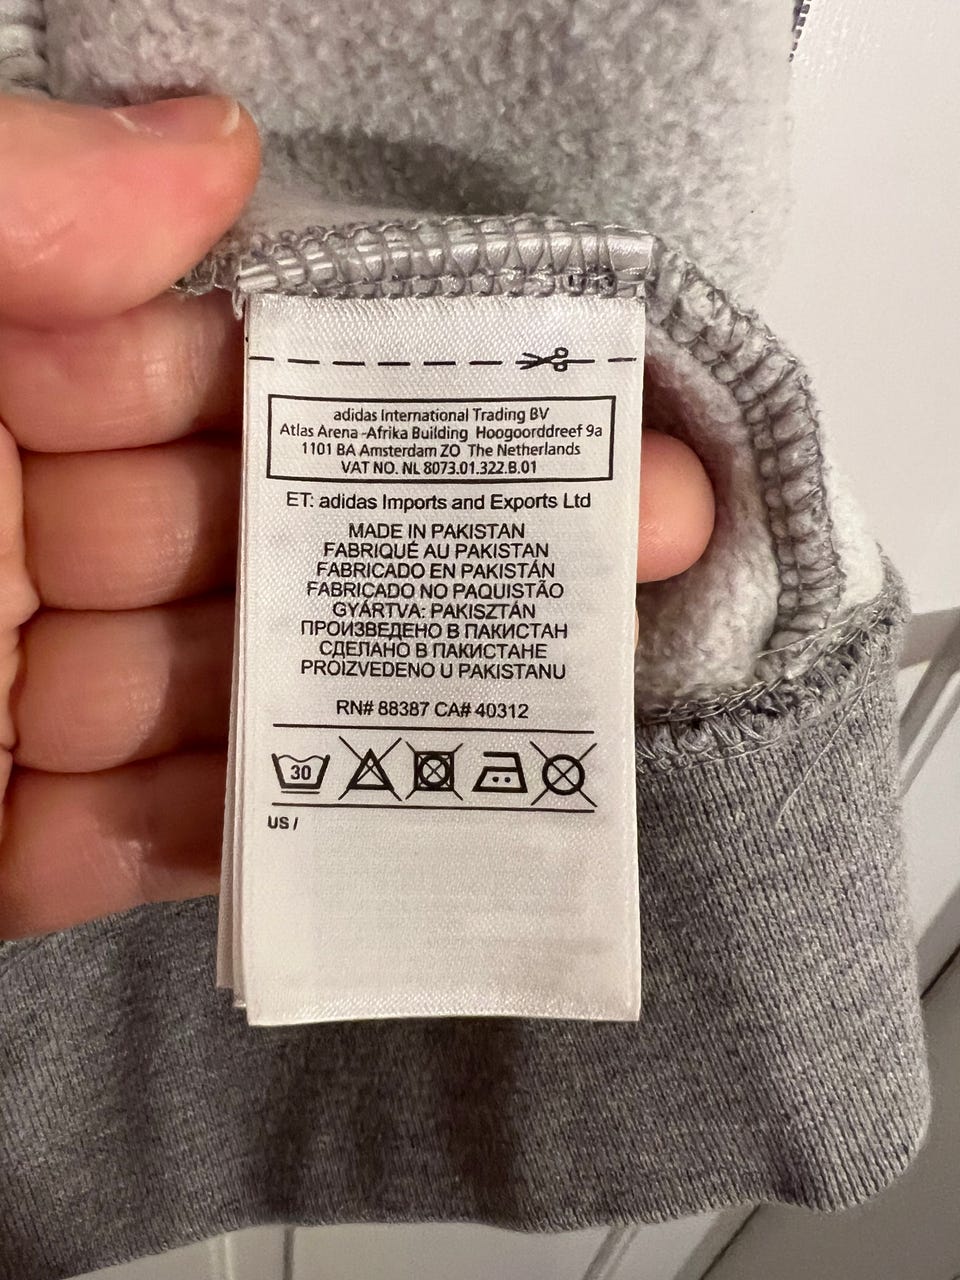 adidas International Trading BV
Atlas Arena-Afrika Building Hoogoorddreef 9a
1101 BA Amsterdam ZO The Netherlands
VAT NO. NL 8073.01.322.B.01
ET: adidas Imports and Exports Ltd
MADE IN PAKISTAN
FABRIQUÉ AU PAKISTAN
FABRICADO EN PAKISTÁN
FABRICADO NO PAQUISTÃO
GYÁRTVA: PAKISZTÁN
ПРОИЗВЕДЕНО В ПАКИСТАН
СДЕЛАНО В ПАКИСТАНЕ
PROIZVEDENO U PAKISTANU
RN# 88387 CA# 40312
30
US /